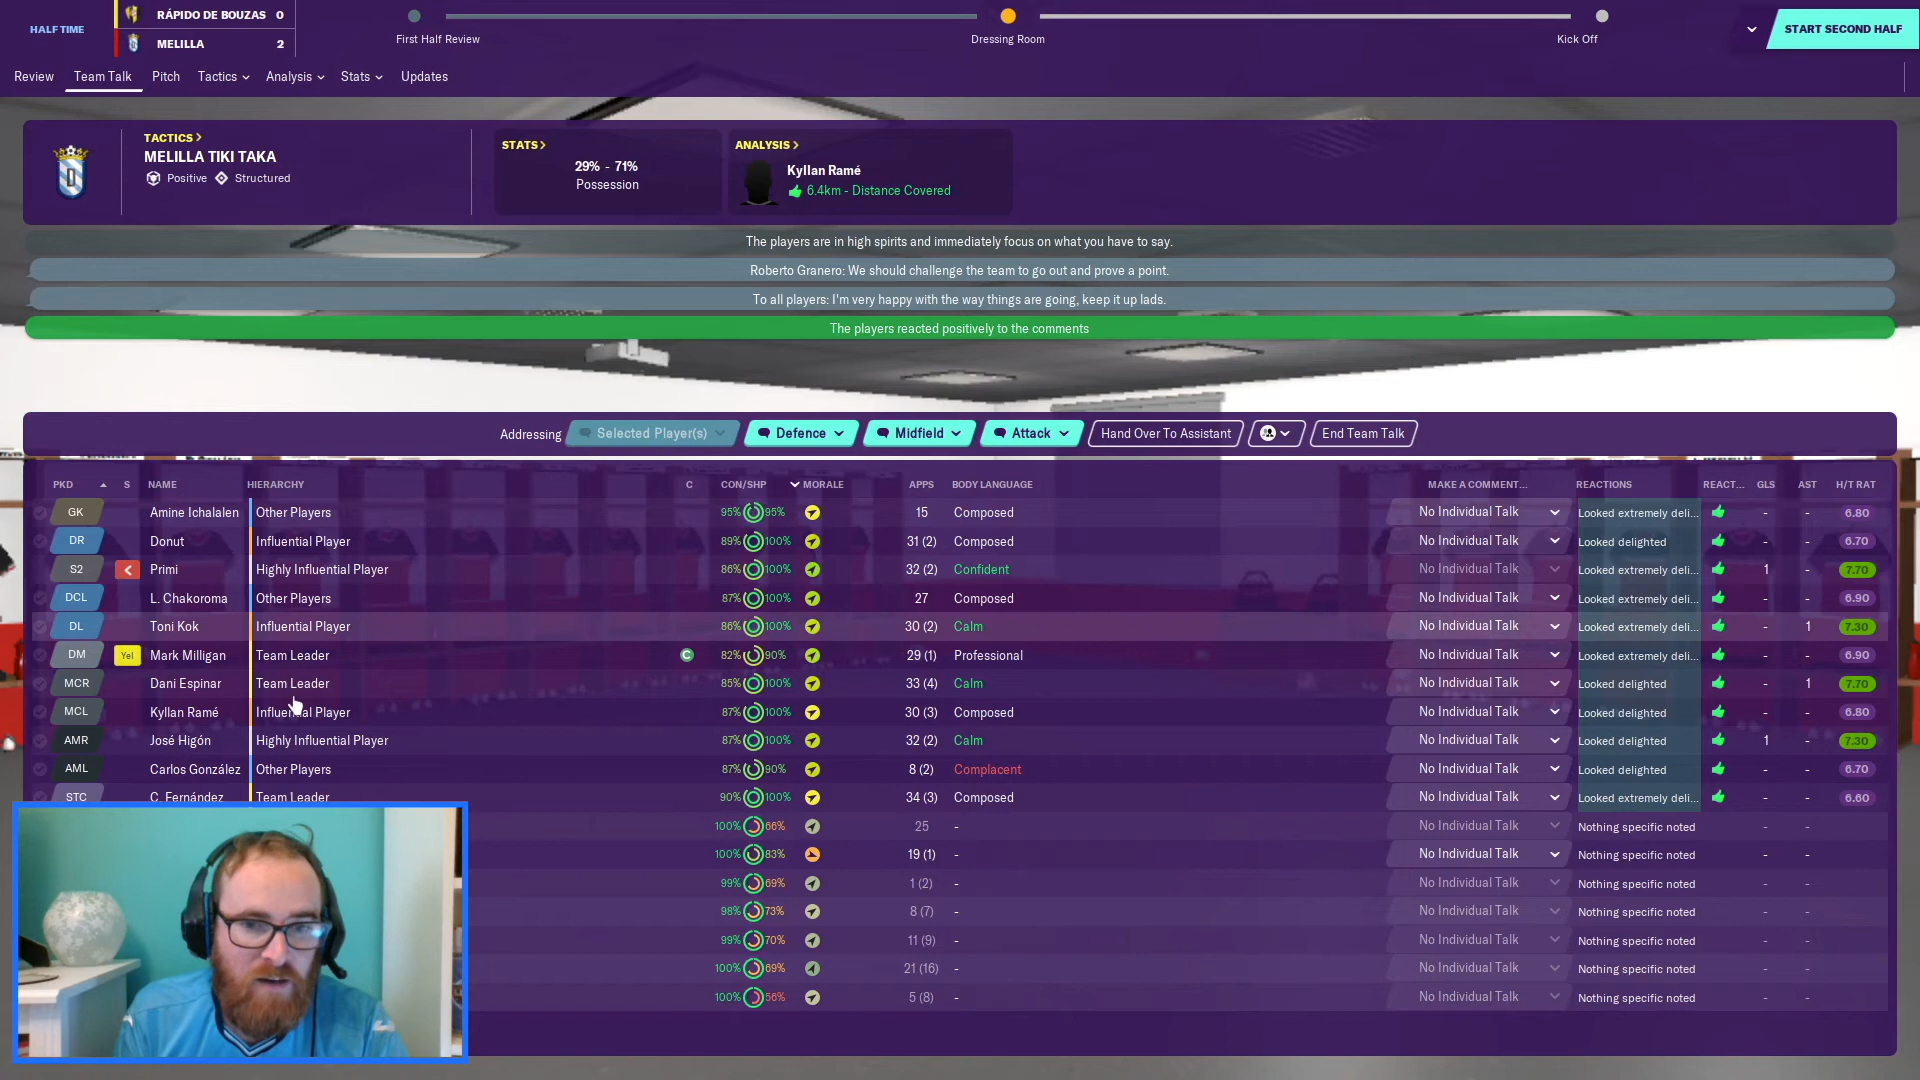 HALF TIME
RÁPIDO DE BOUZAS 0
MELILLA 2
First Half Review
Dressing Room
Kick Off
START SECOND HALF
Review Team Talk Pitch Tactics Analysis Stats Updates
TACTICS
MELILLA TIKI TAKA
Positive Structured
STATS
29% - 71%
Possession
ANALYSIS
Kyllan Ramé
6.4km - Distance Covered
The players are in high spirits and immediately focus on what you have to say.
Roberto Granero: We should challenge the team to go out and prove a point.
To all players: I'm very happy with the way things are going, keep it up lads.
The players reacted positively to the comments
Addressing Selected Player(s) Defence Midfield Attack Hand Over To Assistant End Team Talk
PKD S NAME HIERARCHY C CON/SHP MORALE APPS BODY LANGUAGE MAKE A COMMENT... REACTIONS REACT... GLS AST H/T RAT
GK Amine Ichalalen Other Players 95% 95% 15 Composed No Individual Talk Looked extremely deli... - - 6.80
DR Donut Influential Player 89% 100% 31 (2) Composed No Individual Talk Looked delighted - - 6.70
S2 Primi Highly Influential Player 86% 100% 32 (2) Confident No Individual Talk Looked extremely deli... 1 - 7.70
DCL L. Chakoroma Other Players 87% 100% 27 Composed No Individual Talk Looked extremely deli... - - 6.90
DL Toni Kok Influential Player 86% 100% 30 (2) Calm No Individual Talk Looked extremely deli... - 1 7.30
DM Yel Mark Milligan Team Leader C 82% 90% 29 (1) Professional No Individual Talk Looked extremely deli... - - 6.90
MCR Dani Espinar Team Leader 85% 100% 33 (4) Calm No Individual Talk Looked delighted - 1 7.70
MCL Kyllan Ramé Influential Player 87% 100% 30 (3) Composed No Individual Talk Looked delighted - - 6.80
AMR José Higón Highly Influential Player 87% 100% 32 (2) Calm No Individual Talk Looked delighted 1 - 7.30
AML Carlos González Other Players 87% 90% 8 (2) Complacent No Individual Talk Looked delighted - - 6.70
STC C. Fernández Team Leader 90% 100% 34 (3) Composed No Individual Talk Looked extremely deli... - - 6.60
100% 66% 25 - No Individual Talk Nothing specific noted - -
100% 83% 19 (1) - No Individual Talk Nothing specific noted - -
99% 69% 1 (2) - No Individual Talk Nothing specific noted - -
98% 73% 8 (7) - No Individual Talk Nothing specific noted - -
99% 70% 11 (9) - No Individual Talk Nothing specific noted - -
100% 69% 21 (16) - No Individual Talk Nothing specific noted - -
100% 56% 5 (8) - No Individual Talk Nothing specific noted - -